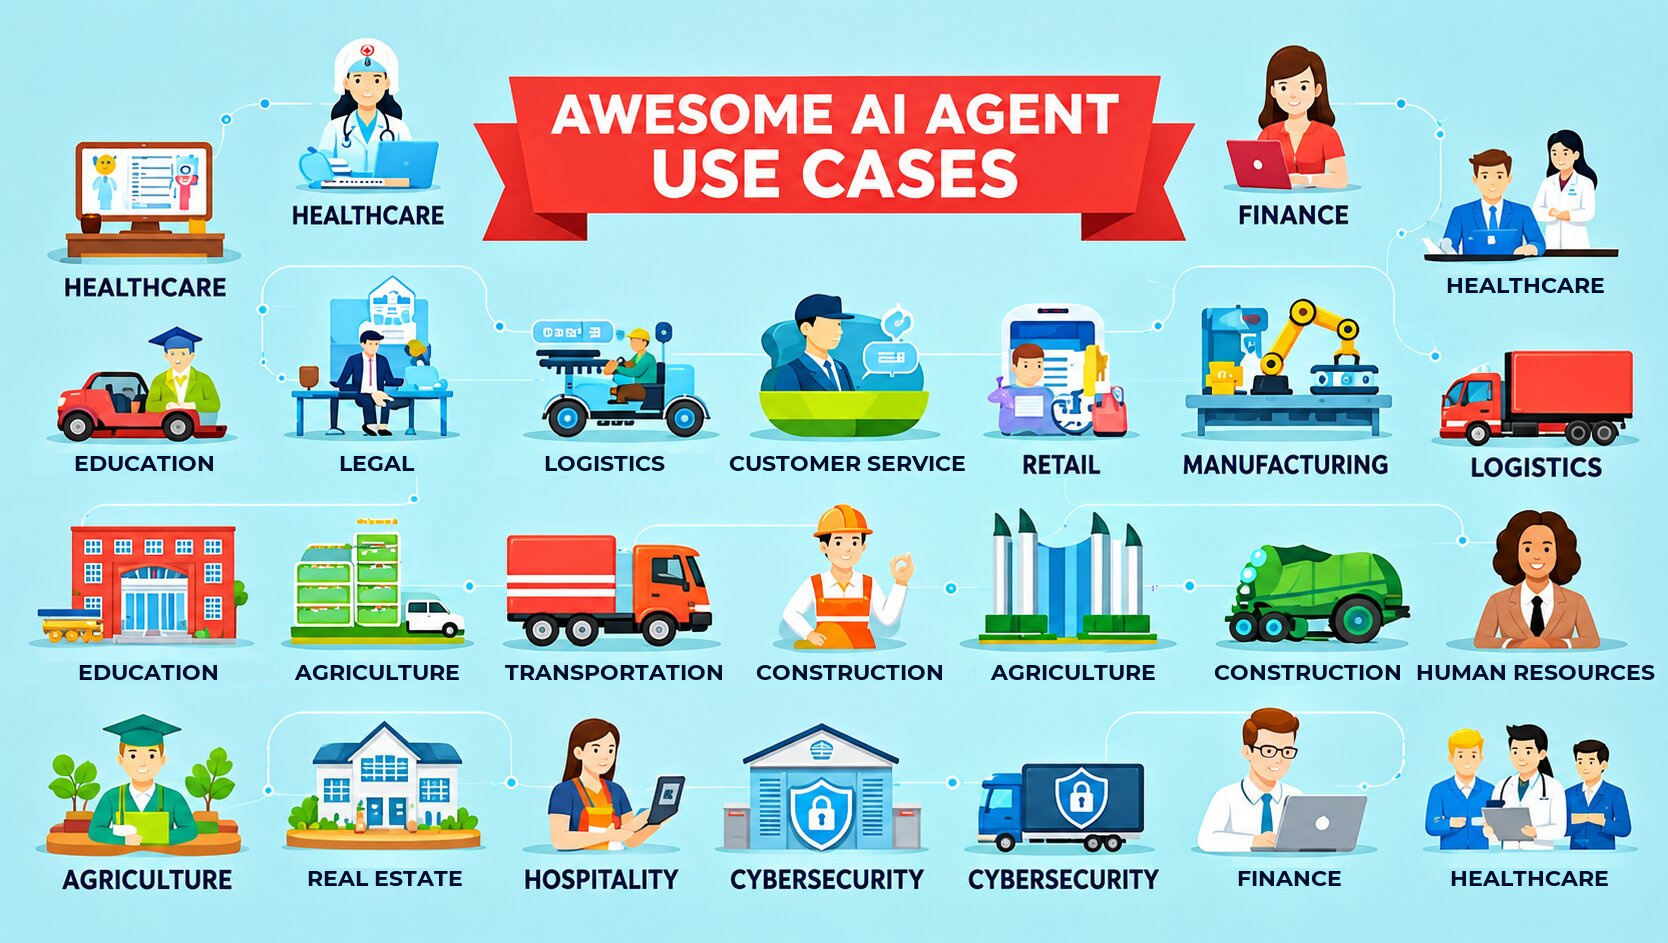 AWESOME AI AGENT
USE CASES
HEALTHCARE
FINANCE
HEALTHCARE
HEALTHCARE
EDUCATION
LEGAL
LOGISTICS
CUSTOMER SERVICE
RETAIL
MANUFACTURING
LOGISTICS
EDUCATION
AGRICULTURE
TRANSPORTATION
CONSTRUCTION
AGRICULTURE
CONSTRUCTION
HUMAN RESOURCES
AGRICULTURE
REAL ESTATE
HOSPITALITY
CYBERSECURITY
CYBERSECURITY
FINANCE
HEALTHCARE